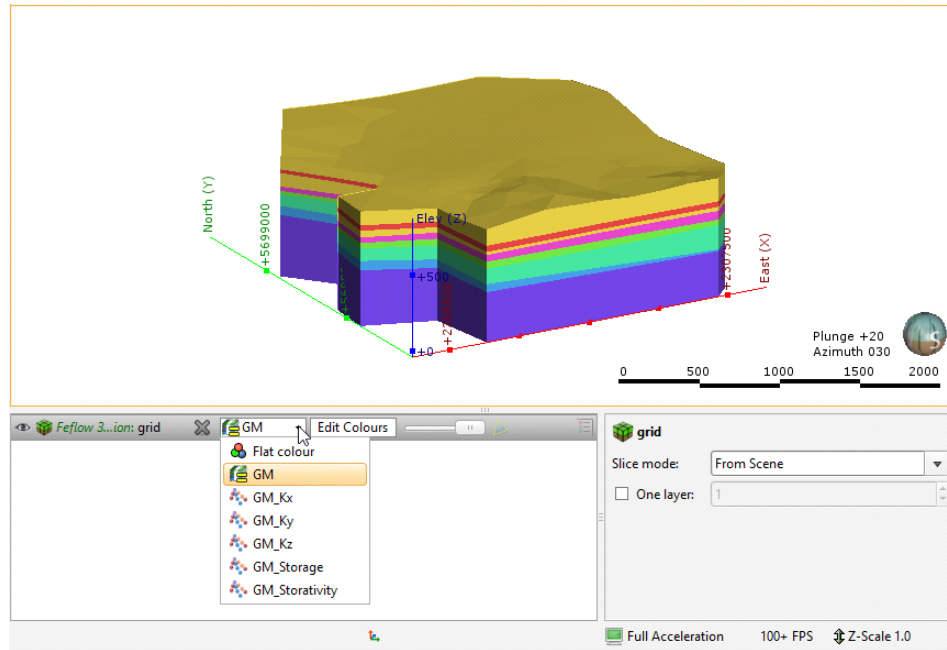 North (Y)
+5699000
Elev (Z)
+500
+0
+2307500
East (X)
Plunge +20
Azimuth 030
0 500 1000 1500 2000
Feflow 3...ion: grid
GM
Edit Colours
Flat colour
GM
GM_Kx
GM_Ky
GM_Kz
GM_Storage
GM_Storativity
grid
Slice mode: From Scene
One layer: 1
Full Acceleration 100+ FPS Z-Scale 1.0